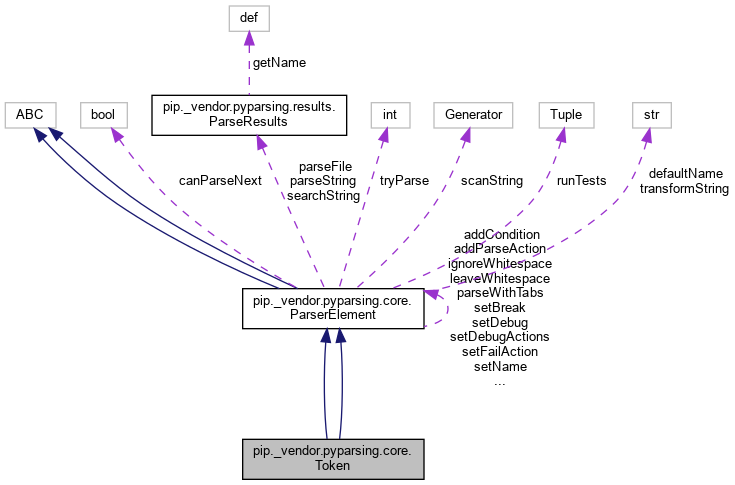 def
getName
ABC
bool
pip._vendor.pyparsing.results.
ParseResults
int
Generator
Tuple
str
canParseNext
parseFile
parseString
searchString
tryParse
scanString
runTests
defaultName
transformString
addCondition
addParseAction
ignoreWhitespace
leaveWhitespace
parseWithTabs
setBreak
setDebug
setDebugActions
setFailAction
setName
...
pip._vendor.pyparsing.core.
ParserElement
pip._vendor.pyparsing.core.
Token